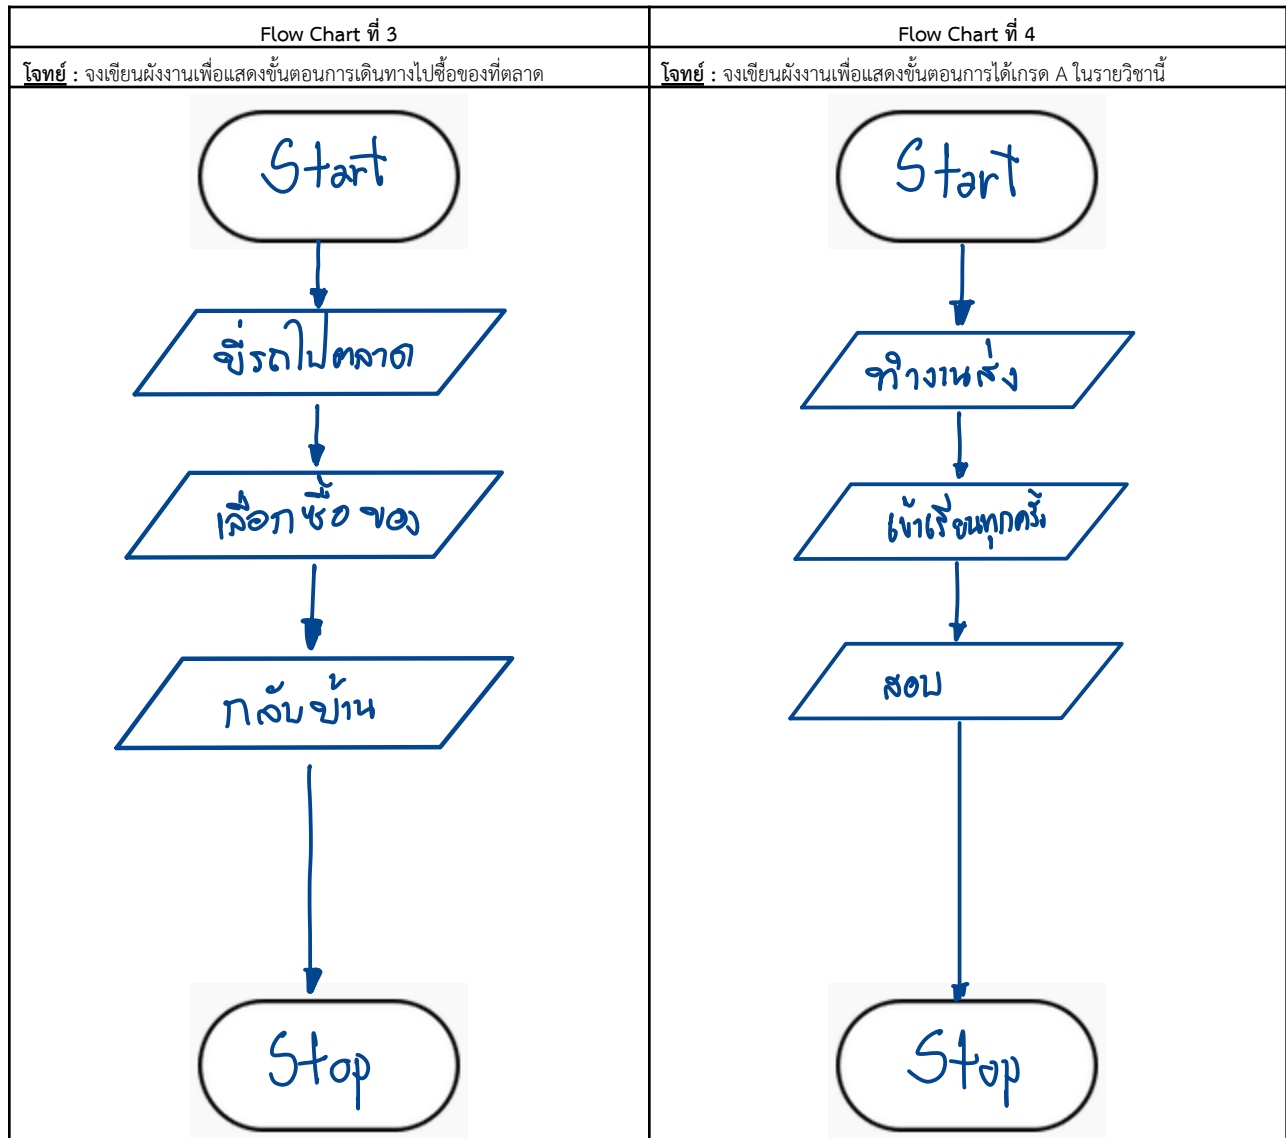 Flow Chart ที่ 3
โจทย์ : จงเขียนผังงานเพื่อแสดงขั้นตอนการเดินทางไปซื้อของที่ตลาด
Start
ขี่รถไปตลาด
เลือกซื้อของ
กลับบ้าน
Stop
Flow Chart ที่ 4
โจทย์ : จงเขียนผังงานเพื่อแสดงขั้นตอนการได้เกรด A ในรายวิชานี้
Start
ทำงานส่ง
เข้าเรียนทุกครั้ง
สอบ
Stop